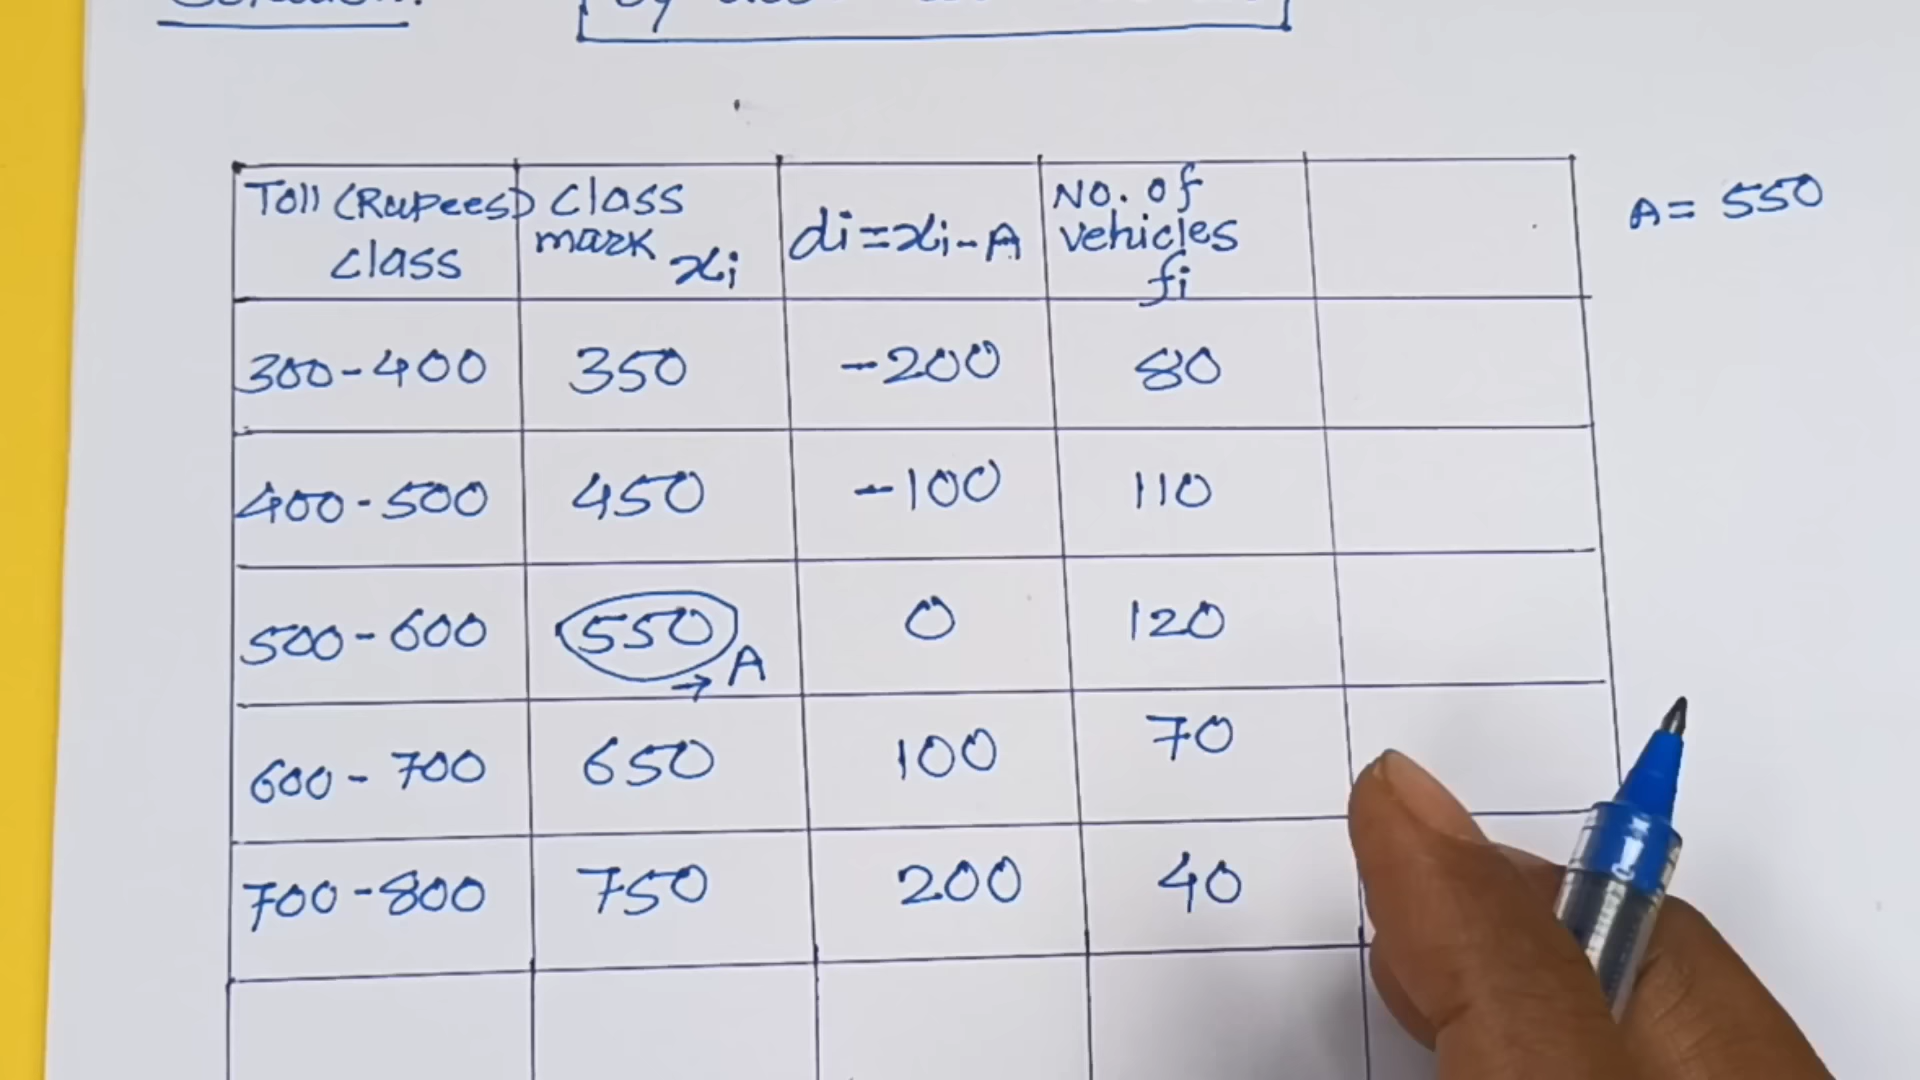 Toll (Rupees) class
class mark xi
di = xi - A
No. of vehicles fi
A = 550
300-400 350 -200 80
400-500 450 -100 110
500-600 550 → A 0 120
600-700 650 100 70
700-800 750 200 40